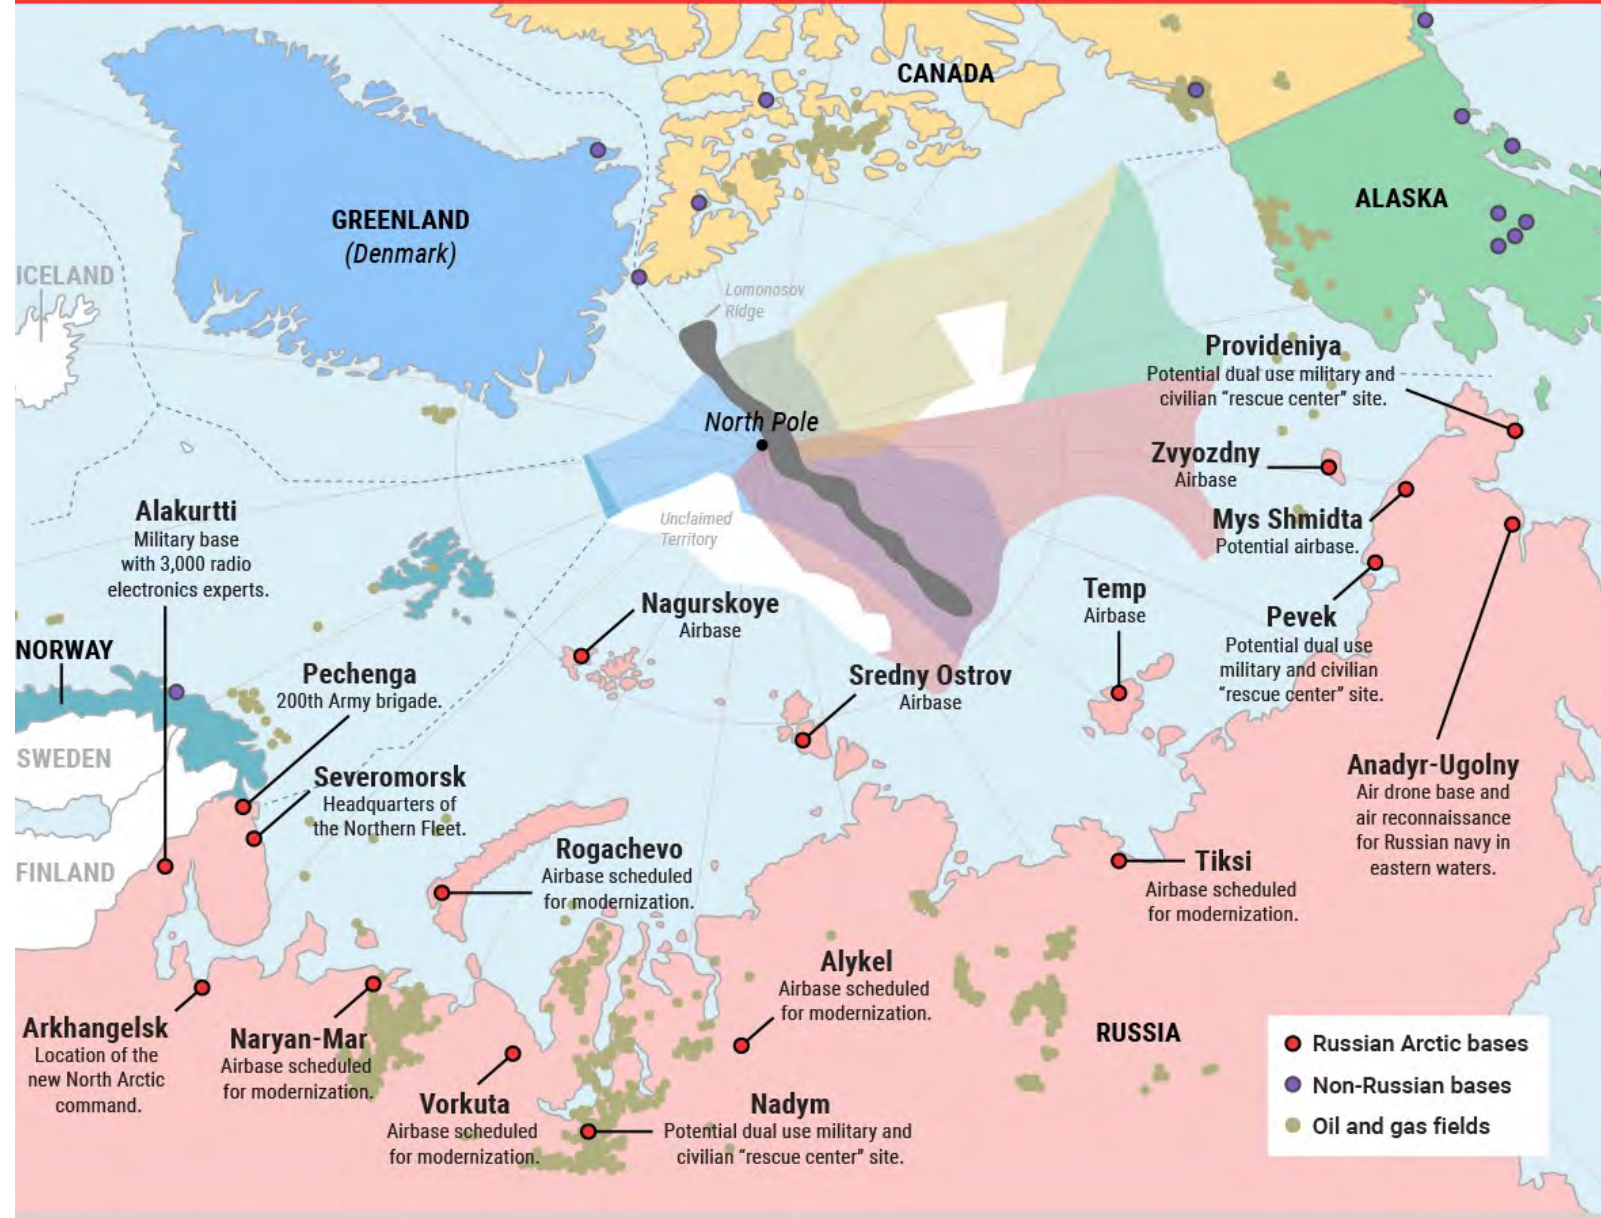 CANADA
GREENLAND
(Denmark)
ALASKA
ICELAND
Lomonosov
Ridge
North Pole
Unclaimed
Territory
Provideniya
Potential dual use military and
civilian “rescue center” site.
Zvyozdny
Airbase
Mys Shmidta
Potential airbase.
Pevek
Potential dual use
military and civilian
“rescue center” site.
Temp
Airbase
Alakurtti
Military base
with 3,000 radio
electronics experts.
NORWAY
Nagurskoye
Airbase
Pechenga
200th Army brigade.
Sredny Ostrov
Airbase
SWEDEN
Severomorsk
Headquarters of
the Northern Fleet.
Anadyr-Ugolny
Air drone base and
air reconnaissance
for Russian navy in
eastern waters.
FINLAND
Rogachevo
Airbase scheduled
for modernization.
Tiksi
Airbase scheduled
for modernization.
Alykel
Airbase scheduled
for modernization.
Arkhangelsk
Location of the
new North Arctic
command.
Naryan-Mar
Airbase scheduled
for modernization.
Vorkuta
Airbase scheduled
for modernization.
Nadym
Potential dual use military and
civilian “rescue center” site.
RUSSIA
Russian Arctic bases
Non-Russian bases
Oil and gas fields